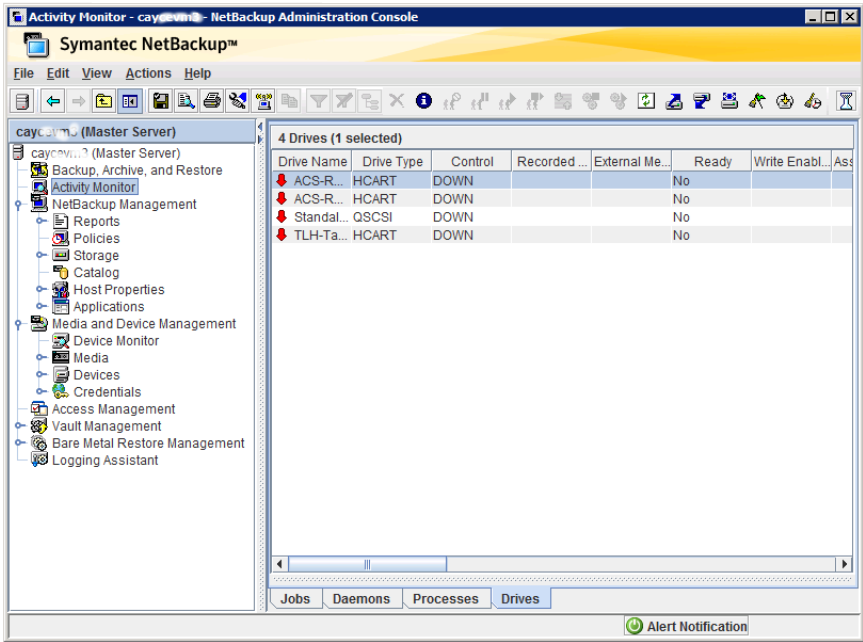 Activity Monitor - - NetBackup Administration Console
Symantec NetBackup™
File Edit View Actions Help
(Master Server)
(Master Server)
Backup, Archive, and Restore
Activity Monitor
NetBackup Management
Reports
Policies
Storage
Catalog
Host Properties
Applications
Media and Device Management
Device Monitor
Media
Devices
Credentials
Access Management
Vault Management
Bare Metal Restore Management
Logging Assistant
4 Drives (1 selected)
Drive Name Drive Type Control Recorded ... External Me... Ready Write Enabl... Ass
ACS-R... HCART DOWN No
ACS-R... HCART DOWN No
Standal... QSCSI DOWN No
TLH-Ta... HCART DOWN No
Jobs Daemons Processes Drives
Alert Notification